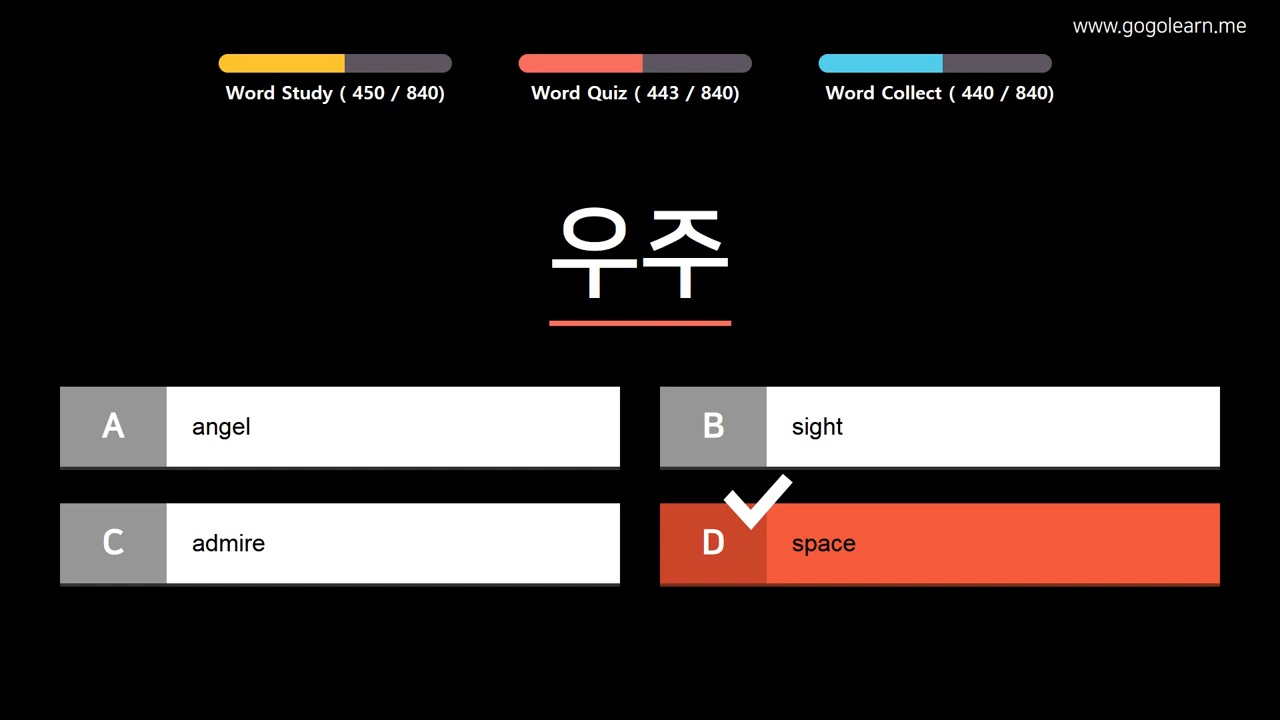 www.gogolearn.me
Word Study ( 450 / 840)
Word Quiz ( 443 / 840)
Word Collect ( 440 / 840)
우주
A angel
B sight
C admire
D space